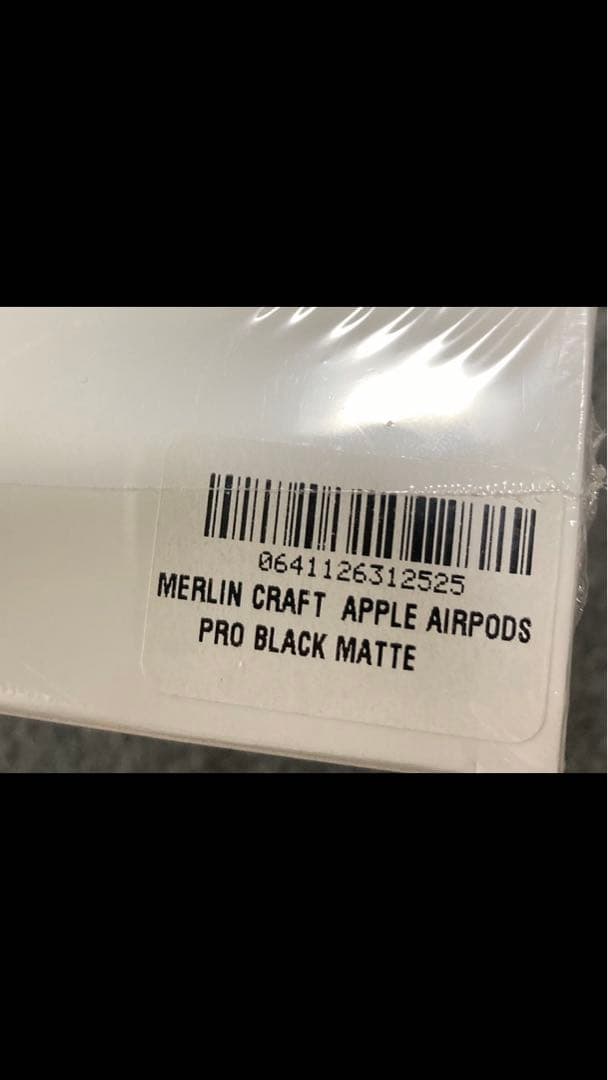 0641126312525
MERLIN CRAFT APPLE AIRPODS
PRO BLACK MATTE